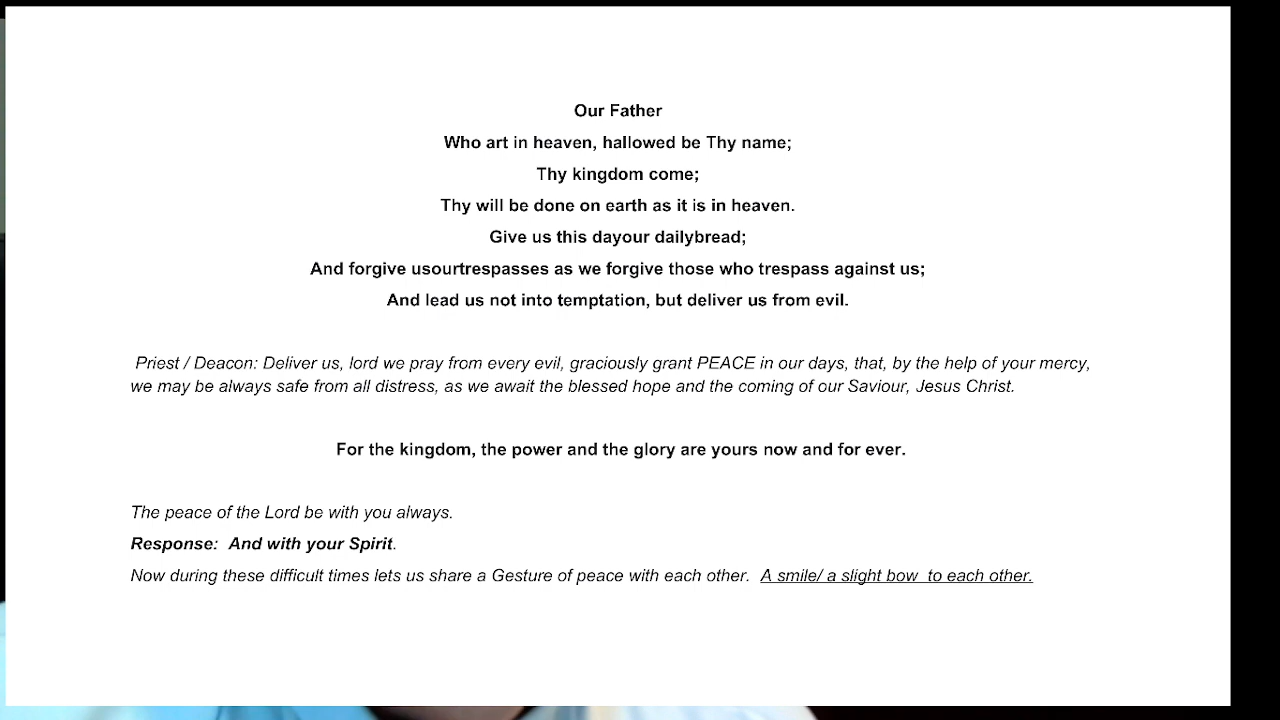 Our Father
Who art in heaven, hallowed be Thy name;
Thy kingdom come;
Thy will be done on earth as it is in heaven.
Give us this dayour dailybread;
And forgive usourtrespasses as we forgive those who trespass against us;
And lead us not into temptation, but deliver us from evil.
Priest / Deacon: Deliver us, lord we pray from every evil, graciously grant PEACE in our days, that, by the help of your mercy,
we may be always safe from all distress, as we await the blessed hope and the coming of our Saviour, Jesus Christ.
For the kingdom, the power and the glory are yours now and for ever.
The peace of the Lord be with you always.
Response:  And with your Spirit.
Now during these difficult times lets us share a Gesture of peace with each other.  A smile/ a slight bow  to each other.